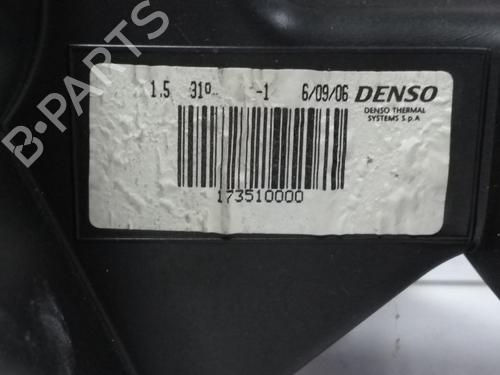 B-PARTS
1.5 31° -1 6/09/06 DENSO
DENSO THERMAL
SYSTEMS S.p.A
173510000